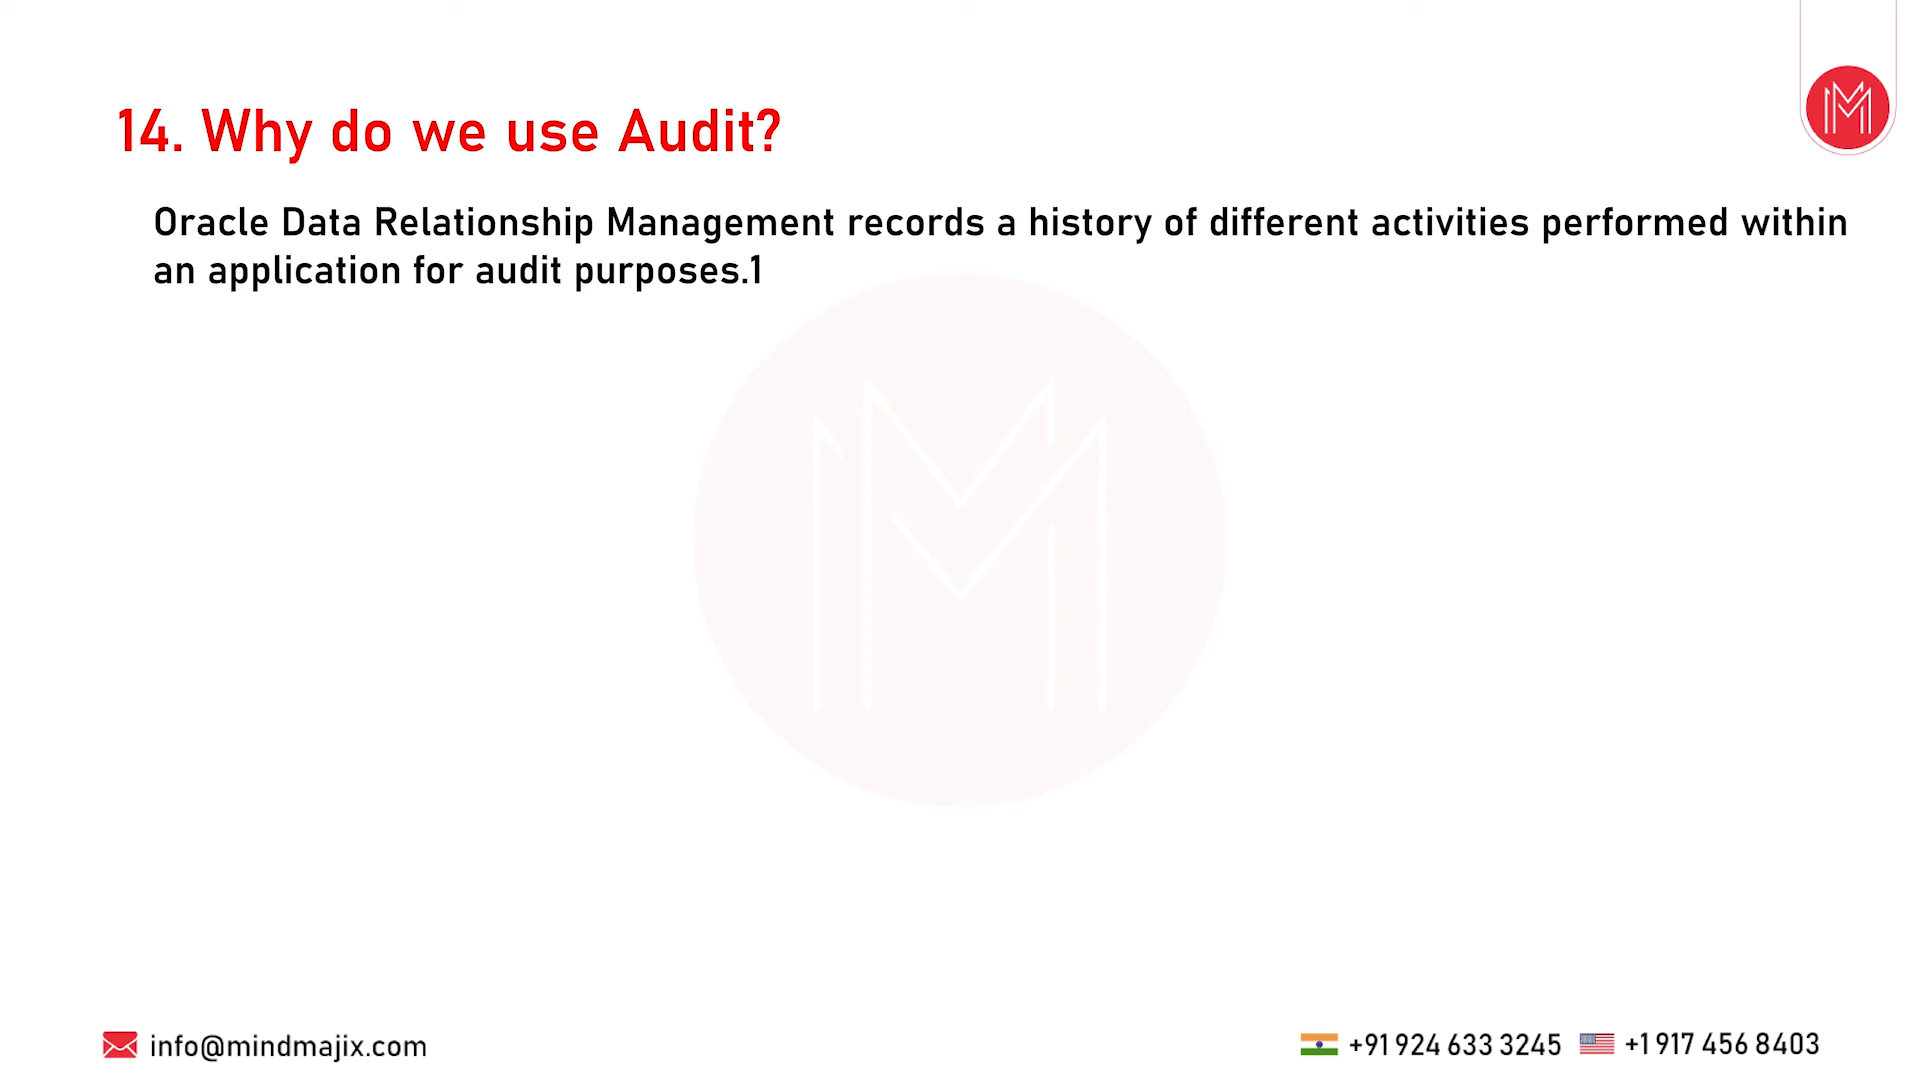 14. Why do we use Audit?
Oracle Data Relationship Management records a history of different activities performed within
an application for audit purposes.1
info@mindmajix.com
+91 924 633 3245
+1 917 456 8403